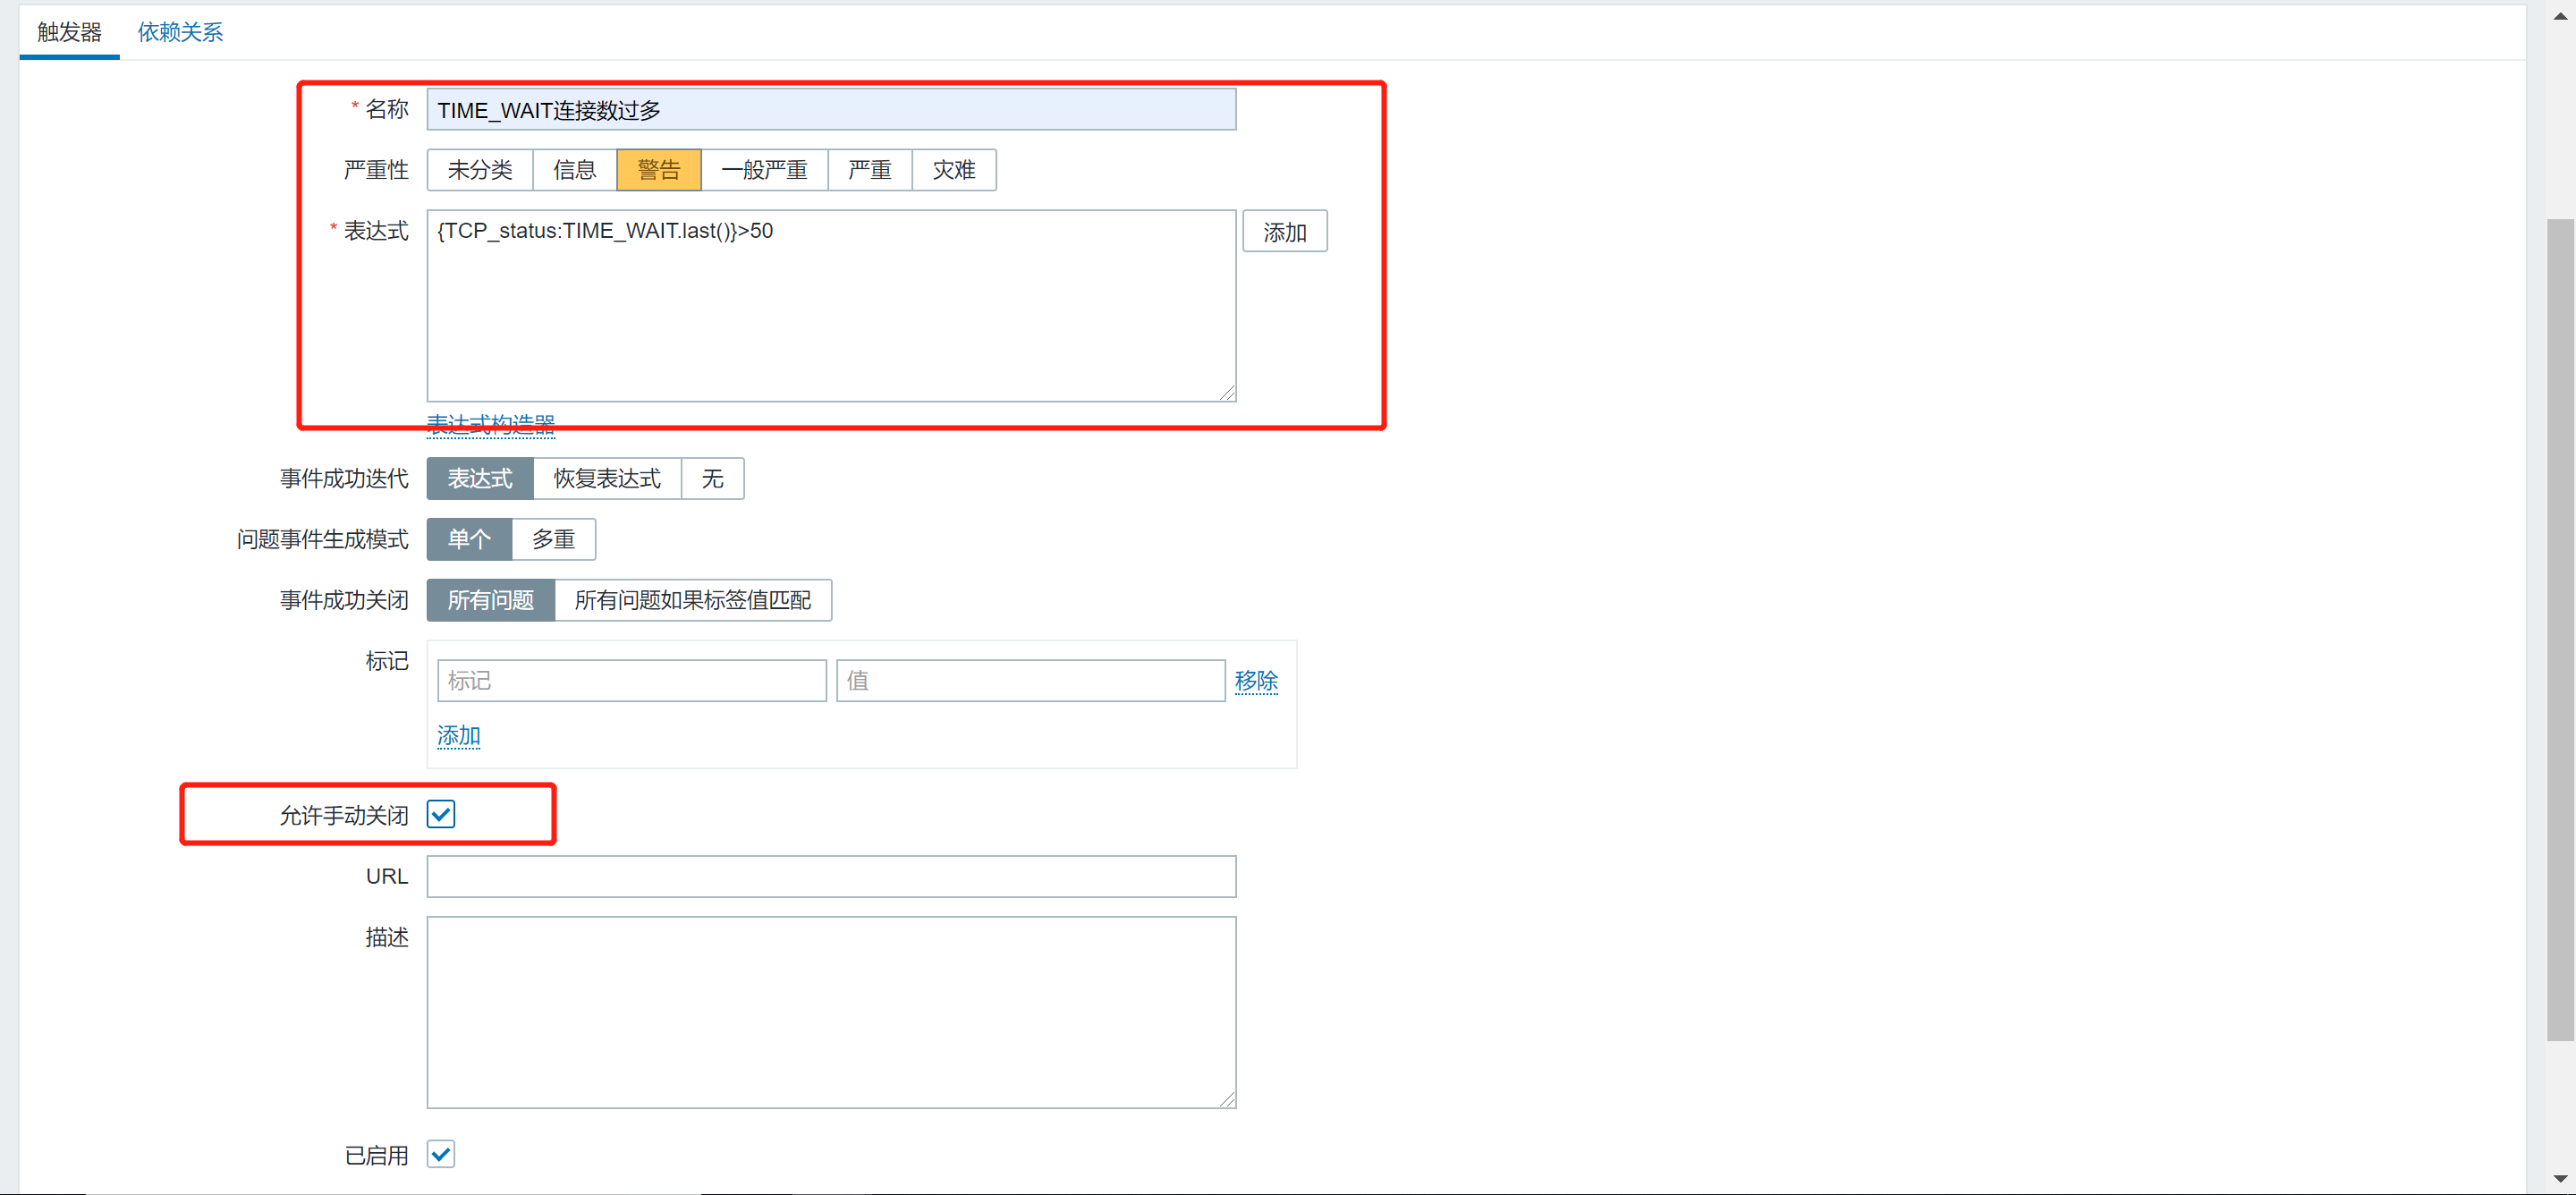 触发器 依赖关系
* 名称 TIME_WAIT连接数过多
严重性 未分类 信息 警告 一般严重 严重 灾难
* 表达式 {TCP_status:TIME_WAIT.last()}>50 添加
表达式构造器
事件成功迭代 表达式 恢复表达式 无
问题事件生成模式 单个 多重
事件成功关闭 所有问题 所有问题如果标签值匹配
标记 标记 值 移除
添加
允许手动关闭
URL
描述
已启用